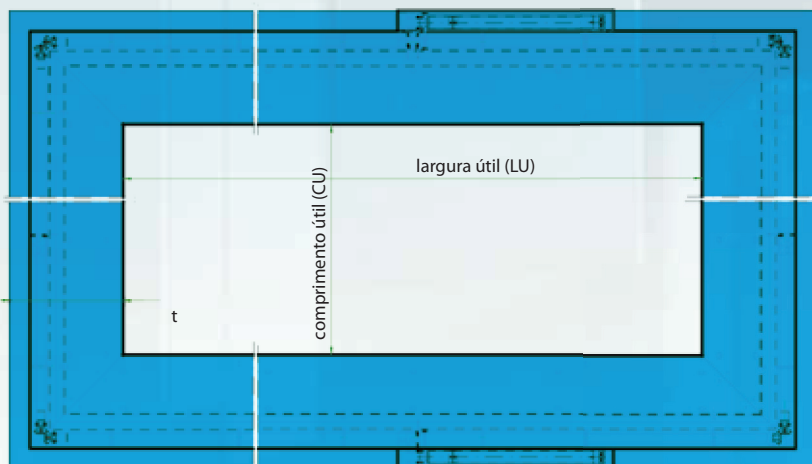 largura útil (LU)
comprimento útil (CU)
t